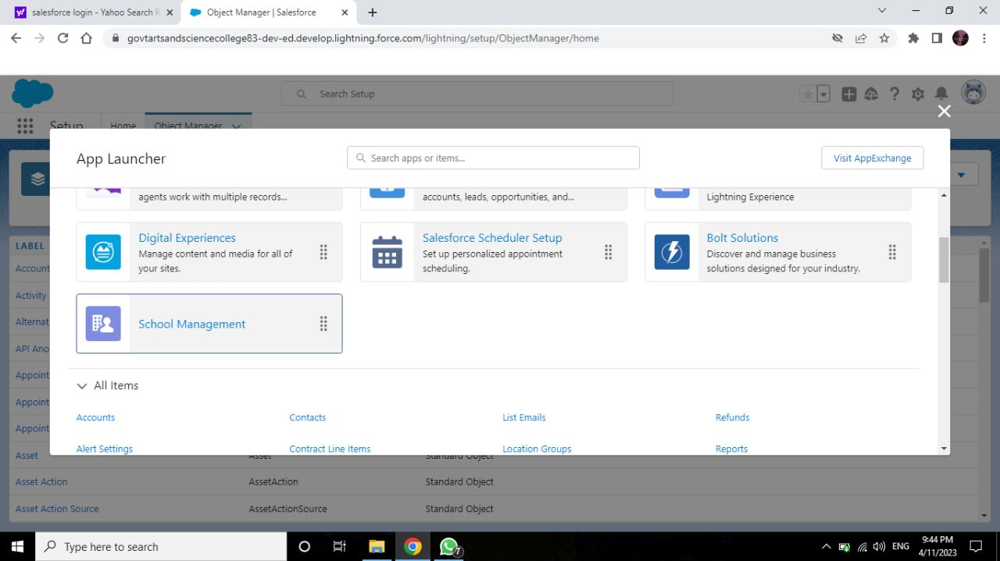 salesforce login - Yahoo Search R
Object Manager | Salesforce
govtartsandsciencecollege83-dev-ed.develop.lightning.force.com/lightning/setup/ObjectManager/home
Search Setup
Setup
Home
Object Manager
App Launcher
Search apps or items...
Visit AppExchange
agents work with multiple records...
accounts, leads, opportunities, and...
Lightning Experience
Digital Experiences
Manage content and media for all of
your sites.
Salesforce Scheduler Setup
Set up personalized appointment
scheduling.
Bolt Solutions
Discover and manage business
solutions designed for your industry.
School Management
All Items
Accounts
Contacts
List Emails
Refunds
Alert Settings
Contract Line Items
Location Groups
Reports
LABEL
Account
Activity
Alternat
API Ano
Appoint
Appoint
Appoint
Asset
Asset
Standard Object
Asset Action
AssetAction
Standard Object
Asset Action Source
AssetActionSource
Standard Object
Type here to search
7
ENG
9:44 PM
4/11/2023